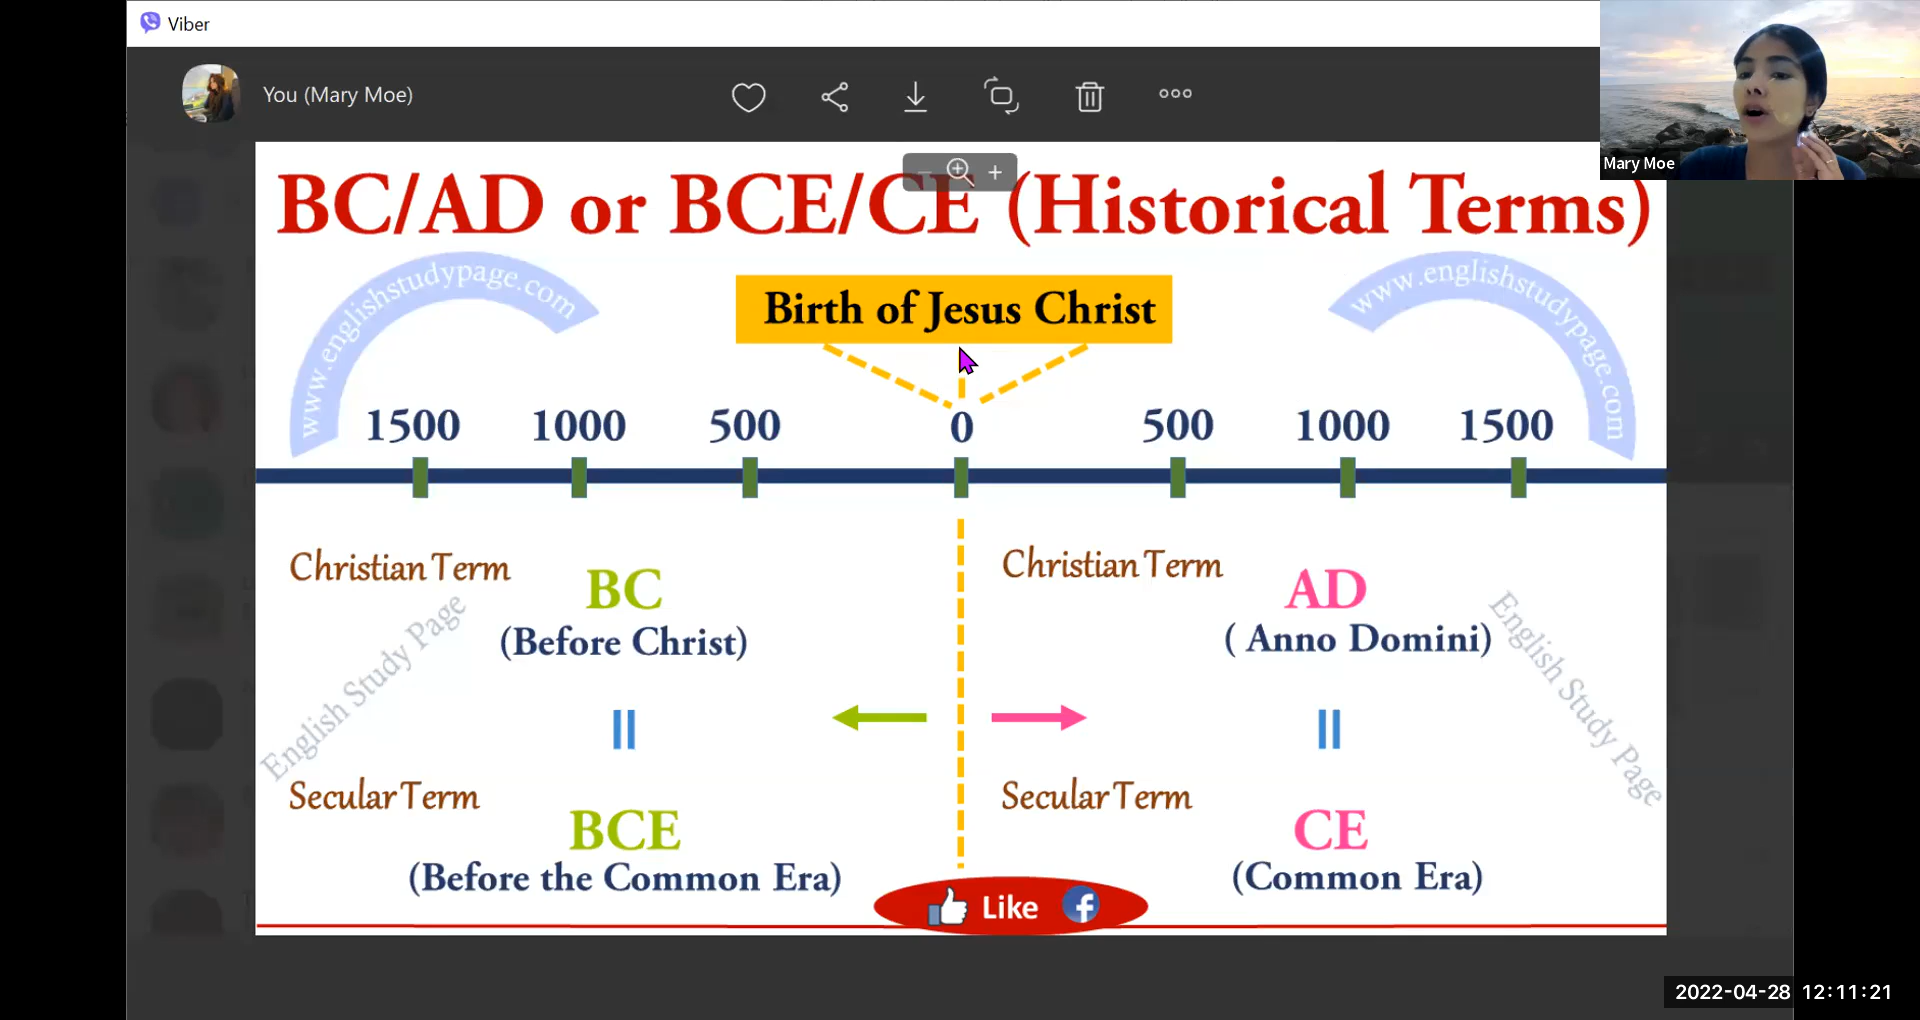 Viber
You (Mary Moe)
Mary Moe
BC/AD or BCE/CE (Historical Terms)
www.englishstudypage.com
www.englishstudypage.com
Birth of Jesus Christ
1500 1000 500 0 500 1000 1500
Christian Term
BC
(Before Christ)
Christian Term
AD
( Anno Domini)
English Study Page
English Study Page
Secular Term
BCE
(Before the Common Era)
Secular Term
CE
(Common Era)
Like
2022-04-28 12:11:21